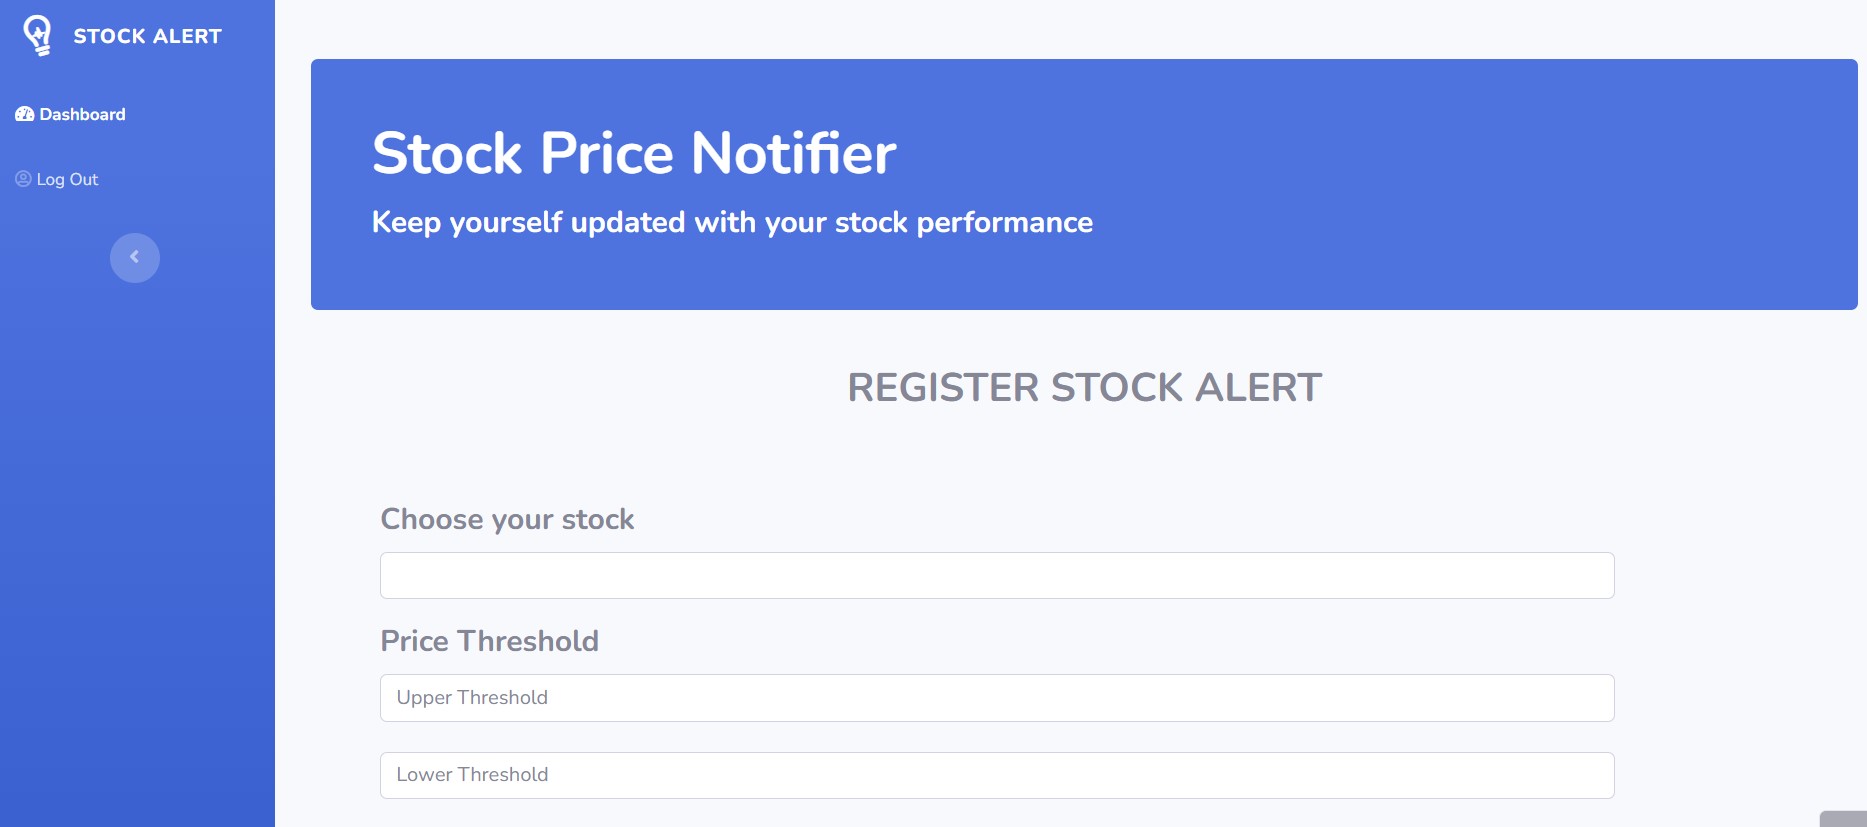 STOCK ALERT
Dashboard
Log Out
Stock Price Notifier
Keep yourself updated with your stock performance
REGISTER STOCK ALERT
Choose your stock
Price Threshold
Upper Threshold
Lower Threshold